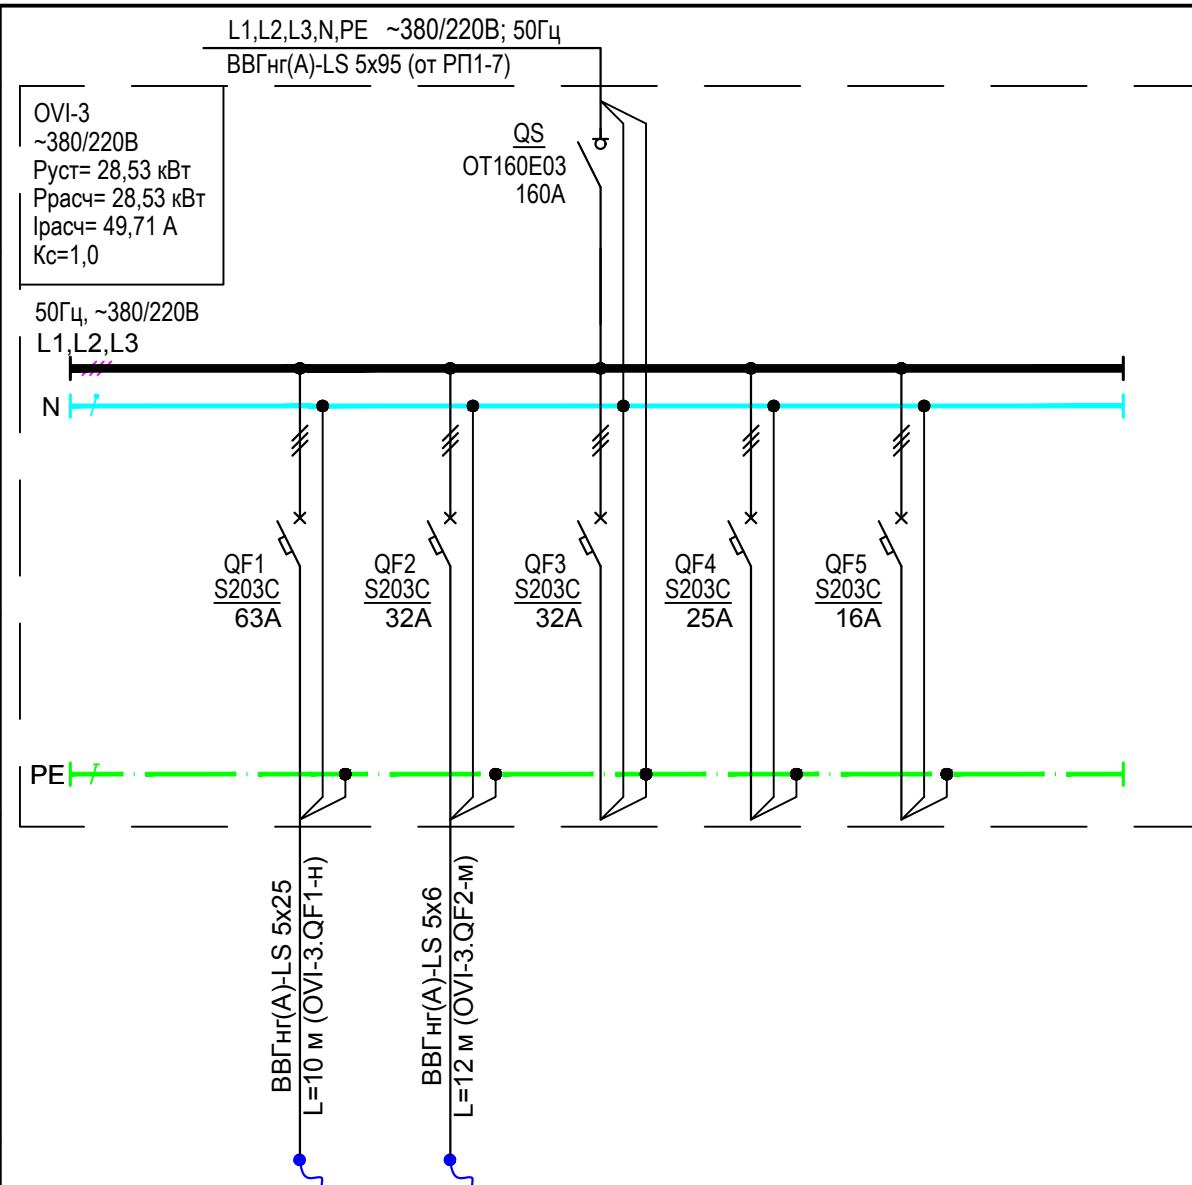 L1,L2,L3,N,PE ~380/220В; 50Гц
ВВГнг(A)-LS 5x95 (от РП1-7)
OVI-3
~380/220В
Руст= 28,53 кВт
Ррасч= 28,53 кВт
Iрасч= 49,71 А
Кс=1,0
QS
OT160E03
160A
50Гц, ~380/220В
L1,L2,L3
N
QF1
S203C
63A
QF2
S203C
32A
QF3
S203C
32A
QF4
S203C
25A
QF5
S203C
16A
PE
ВВГнг(A)-LS 5x25
L=10 м (OVI-3.QF1-н)
ВВГнг(A)-LS 5x6
L=12 м (OVI-3.QF2-м)